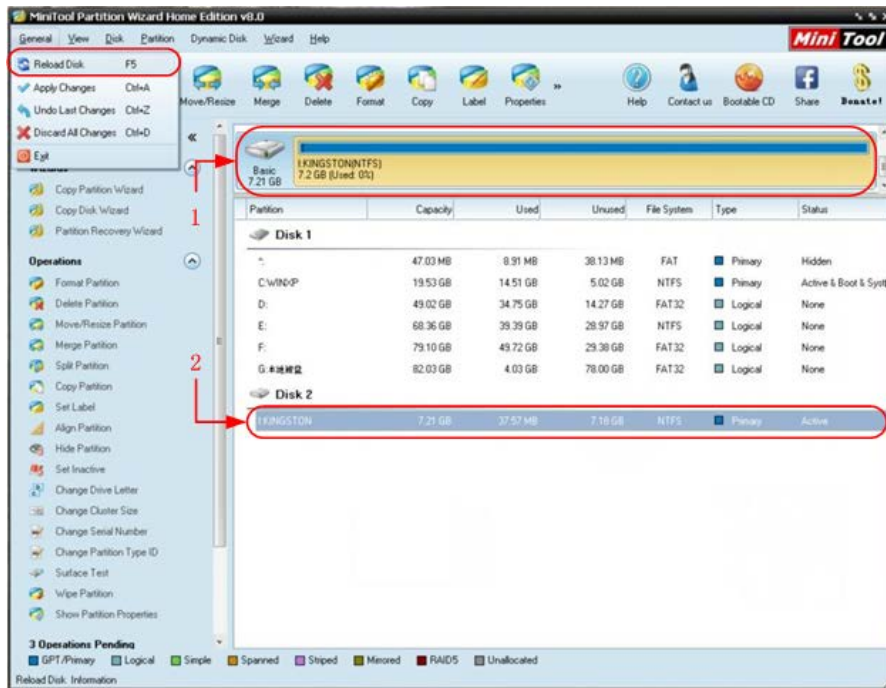 MiniTool Partition Wizard Home Edition v8.0
General View Disk Partition Dynamic Disk Wizard Help
Mini Tool
Reload Disk F5
Apply Changes Ctrl+A
Undo Last Changes Ctrl+Z
Discard All Changes Ctrl+D
Exit
Move/Resize Merge Delete Format Copy Label Properties » Help Contact us Bootable CD Share Donate!
«
Basic
7.21 GB
I:KINGSTON(NTFS)
7.2 GB (Used: 0%)
1
Copy Partition Wizard
Copy Disk Wizard
Partition Recovery Wizard
Operations
Format Partition
Delete Partition
Move/Resize Partition
Merge Partition
Split Partition
Copy Partition
Set Label
Align Partition
Hide Partition
Set Inactive
Change Drive Letter
Change Cluster Size
Change Serial Number
Change Partition Type ID
Surface Test
Wipe Partition
Show Partition Properties
3 Operations Pending
2
Partition Capacity Used Unused File System Type Status
Disk 1
*: 47.03 MB 8.91 MB 38.13 MB FAT Primary Hidden
C:WINXP 19.53 GB 14.51 GB 5.02 GB NTFS Primary Active & Boot & Syst
D: 49.02 GB 34.75 GB 14.27 GB FAT32 Logical None
E: 68.36 GB 39.39 GB 28.97 GB NTFS Logical None
F: 79.10 GB 49.72 GB 29.38 GB FAT32 Logical None
G:本地磁盘 82.03 GB 4.03 GB 78.00 GB FAT32 Logical None
Disk 2
I:KINGSTON 7.21 GB 37.57 MB 7.18 GB NTFS Primary Active
GPT/Primary Logical Simple Spanned Striped Mirrored RAID5 Unallocated
Reload Disk Information